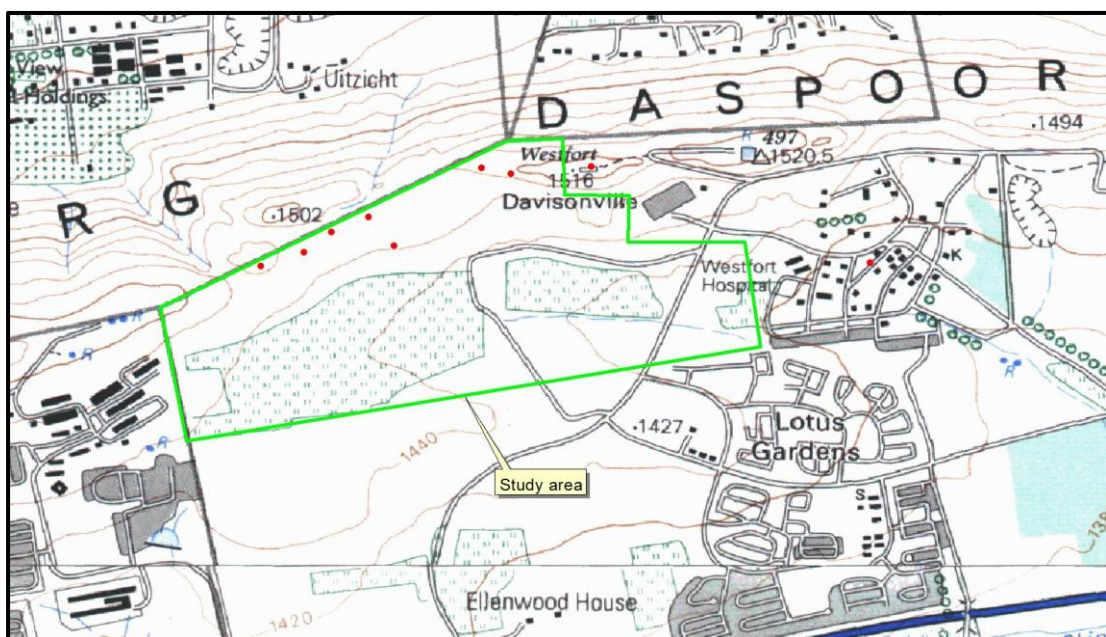 View
Holdings
Uitzicht
D A S P O O R
R G
Westfort
1516
497
1520,5
1494
1502
Davisonville
Westfort
Hospital
K
R
R
R
R
R
1427
Lotus
Gardens
1440
Study area
S
Ellenwood House
1420